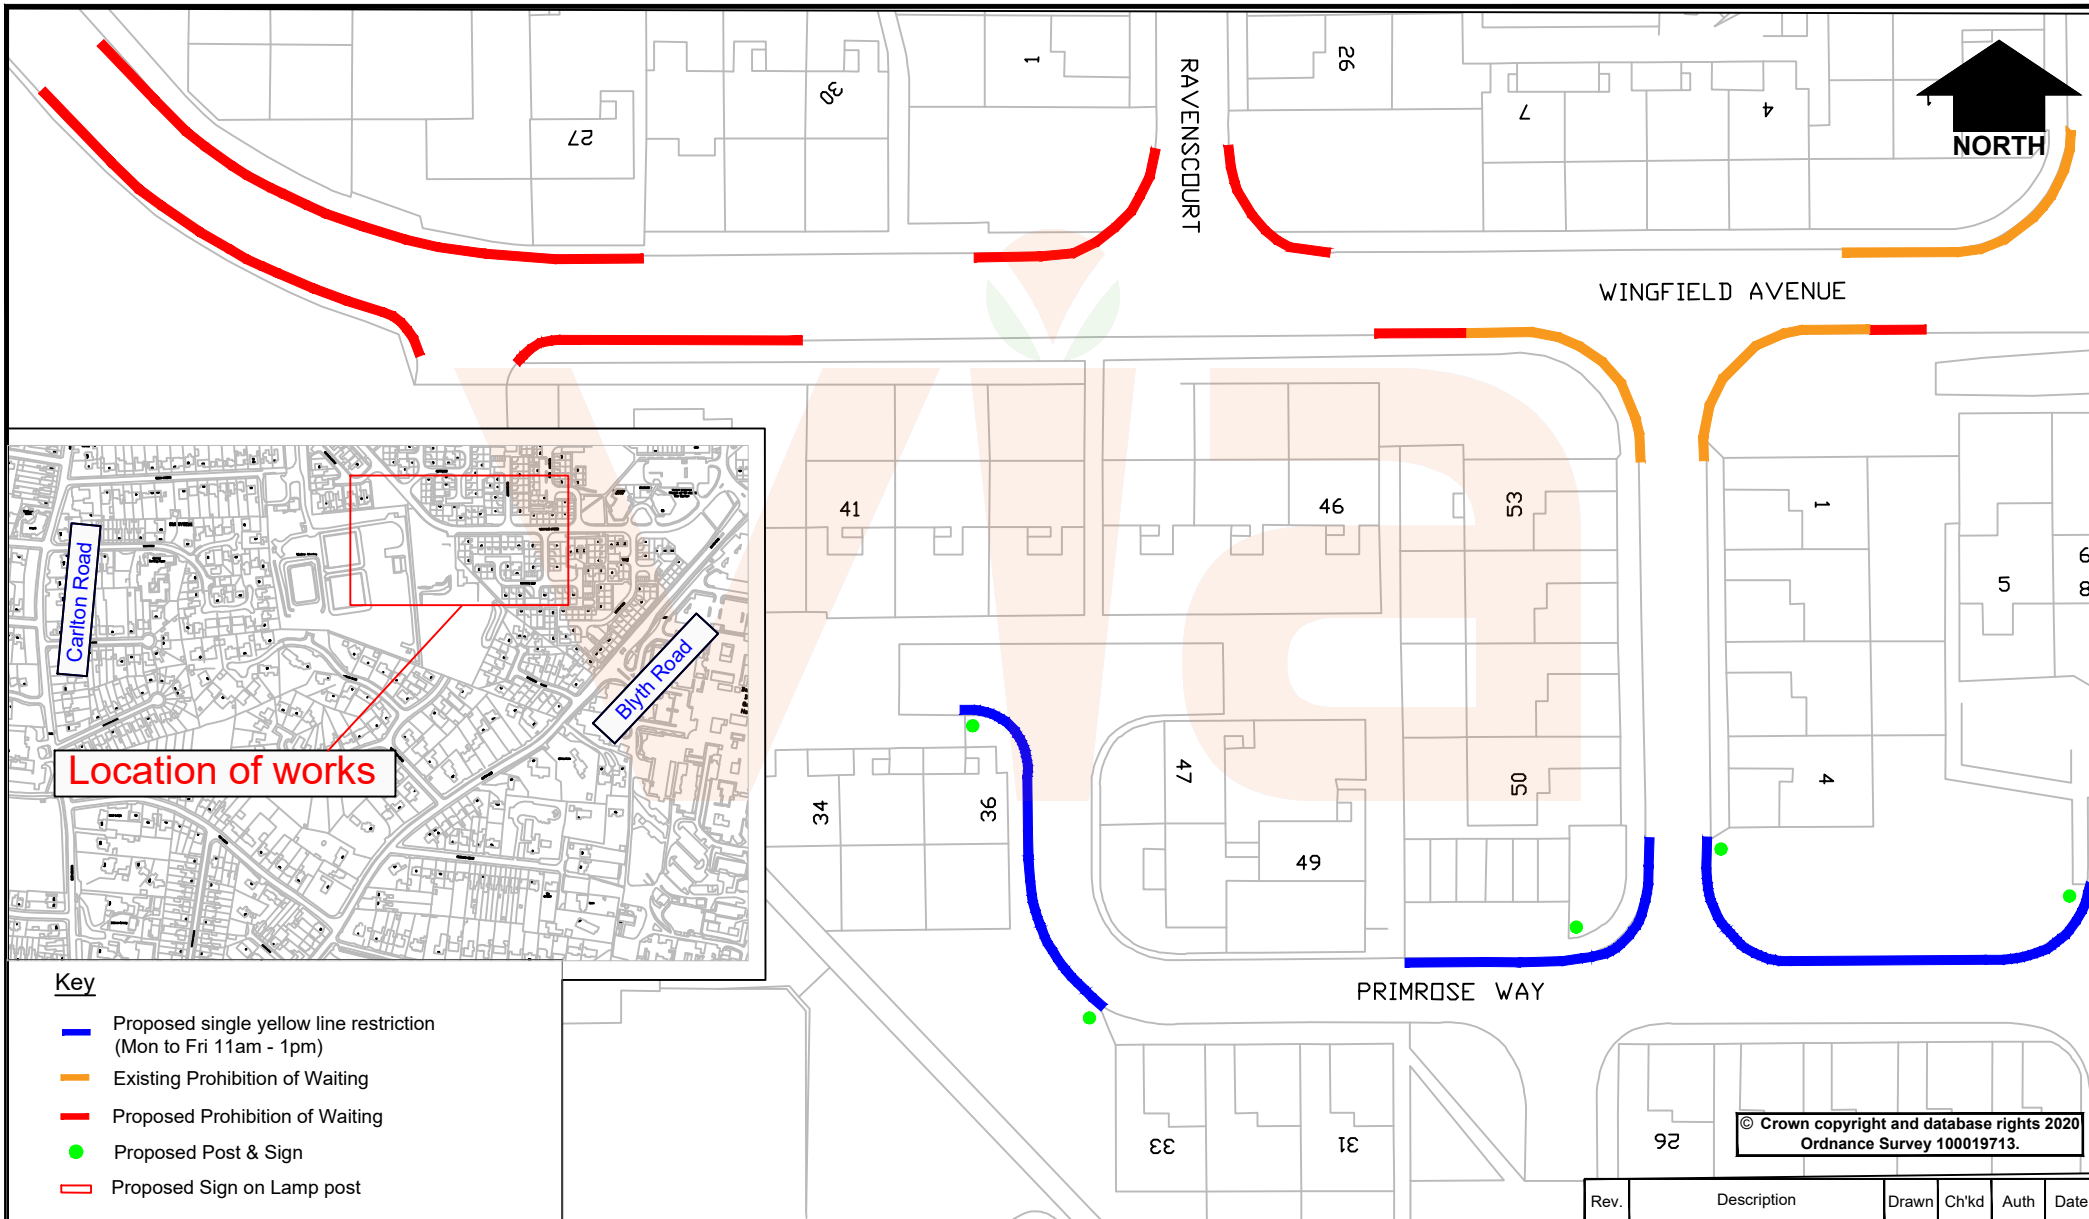 RAVENSCOURT
1
26
30
27
7
4
1
NORTH
WINGFIELD AVENUE
41
46
53
1
5
6
8
34
36
47
49
50
4
PRIMROSE WAY
33
31
26
via
Carlton Road
Blyth Road
Location of works
Key
Proposed single yellow line restriction
(Mon to Fri 11am - 1pm)
Existing Prohibition of Waiting
Proposed Prohibition of Waiting
Proposed Post & Sign
Proposed Sign on Lamp post
© Crown copyright and database rights 2020
Ordnance Survey 100019713.
Rev. Description Drawn Ch'kd Auth Date